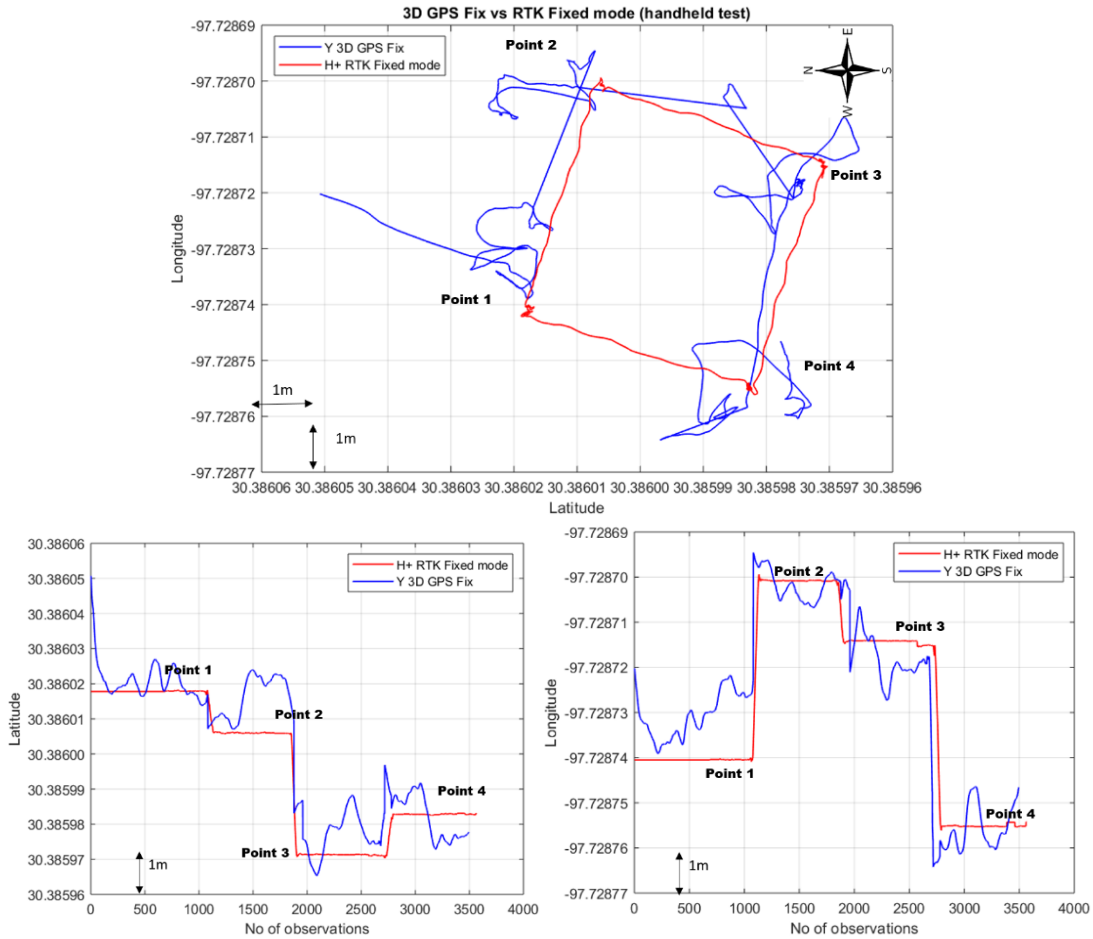 3D GPS Fix vs RTK Fixed mode (handheld test)
-97.72869
-97.7287
-97.72871
-97.72872
-97.72873
-97.72874
-97.72875
-97.72876
-97.72877
Longitude
Y 3D GPS Fix
H+ RTK Fixed mode
Point 2
E
N
S
W
Point 3
Point 1
Point 4
1m
1m
30.38606 30.38605 30.38604 30.38603 30.38602 30.38601 30.38600 30.38599 30.38598 30.38597 30.38596
Latitude
30.38606
30.38605
30.38604
30.38603
30.38602
30.38601
30.38600
30.38599
30.38598
30.38597
30.38596
Latitude
H+ RTK Fixed mode
Y 3D GPS Fix
Point 1
Point 2
Point 4
Point 3
1m
0 500 1000 1500 2000 2500 3000 3500 4000
No of observations
-97.72869
-97.72870
-97.72871
-97.72872
-97.72873
-97.72874
-97.72875
-97.72876
-97.72877
Longitude
H+ RTK Fixed mode
Y 3D GPS Fix
Point 2
Point 3
Point 1
Point 4
1m
0 500 1000 1500 2000 2500 3000 3500 4000
No of observations